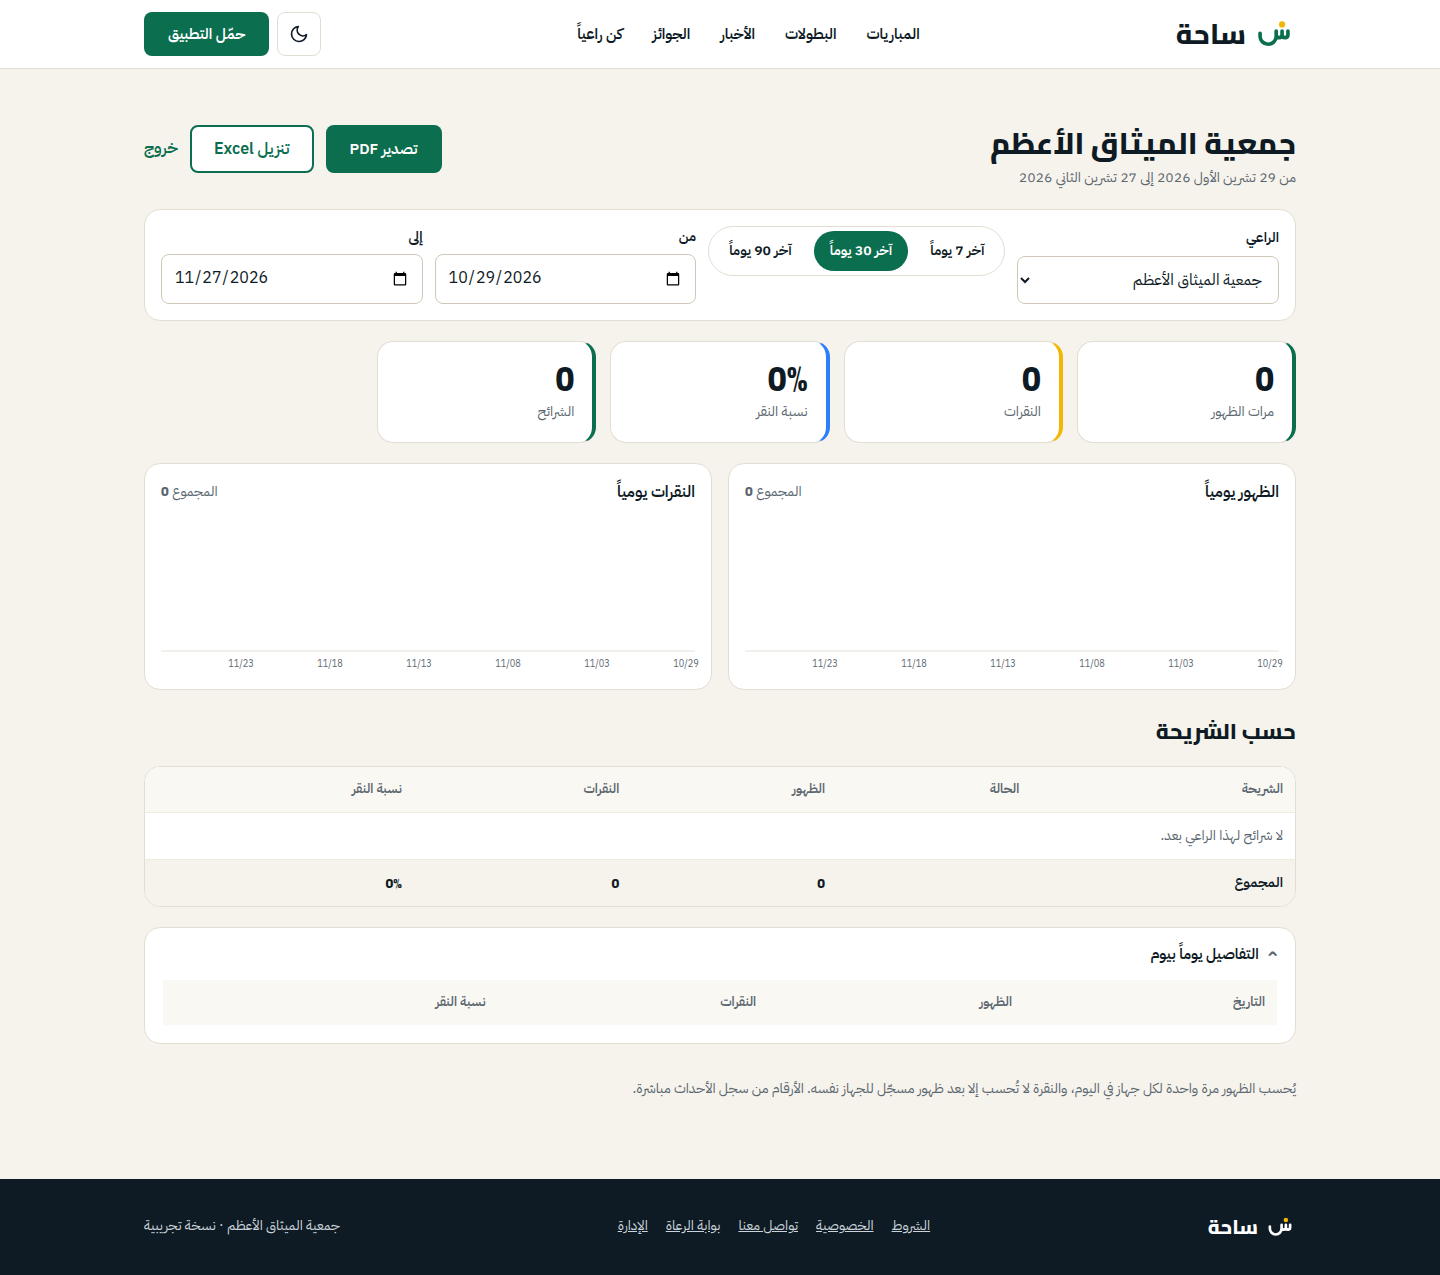 ساحة
المباريات
البطولات
الأخبار
الجوائز
كن راعياً
حمّل التطبيق
جمعية الميثاق الأعظم
من 29 تشرين الأول 2026 إلى 27 تشرين الثاني 2026
تصدير PDF
تنزيل Excel
خروج
الراعي
جمعية الميثاق الأعظم
آخر 7 يوماً
آخر 30 يوماً
آخر 90 يوماً
من
10/29/2026
إلى
11/27/2026
0
مرات الظهور
0
النقرات
0%
نسبة النقر
0
الشرائح
الظهور يومياً
المجموع 0
10/29 11/03 11/08 11/13 11/18 11/23
النقرات يومياً
المجموع 0
10/29 11/03 11/08 11/13 11/18 11/23
حسب الشريحة
الشريحة الحالة الظهور النقرات نسبة النقر
لا شرائح لهذا الراعي بعد.
المجموع 0 0 0%
التفاصيل يوماً بيوم
التاريخ الظهور النقرات نسبة النقر
يُحسب الظهور مرة واحدة لكل جهاز في اليوم، والنقرة لا تُحسب إلا بعد ظهور مسجّل للجهاز نفسه. الأرقام من سجل الأحداث مباشرة.
ساحة
الشروط
الخصوصية
تواصل معنا
بوابة الرعاة
الإدارة
جمعية الميثاق الأعظم · نسخة تجريبية